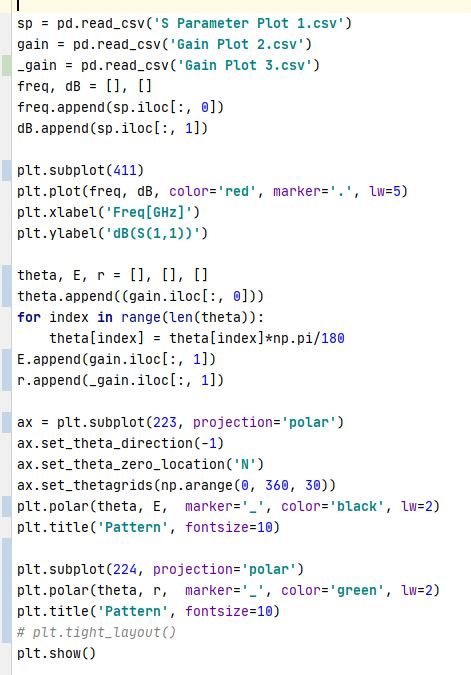 sp = pd.read_csv('S Parameter Plot 1.csv')
gain = pd.read_csv('Gain Plot 2.csv')
_gain = pd.read_csv('Gain Plot 3.csv')
freq, dB = [], []
freq.append(sp.iloc[:, 0])
dB.append(sp.iloc[:, 1])

plt.subplot(411)
plt.plot(freq, dB, color='red', marker='.', lw=5)
plt.xlabel('Freq[GHz]')
plt.ylabel('dB(S(1,1))')

theta, E, r = [], [], []
theta.append((gain.iloc[:, 0]))
for index in range(len(theta)):
    theta[index] = theta[index]*np.pi/180
E.append(gain.iloc[:, 1])
r.append(_gain.iloc[:, 1])

ax = plt.subplot(223, projection='polar')
ax.set_theta_direction(-1)
ax.set_theta_zero_location('N')
ax.set_thetagrids(np.arange(0, 360, 30))
plt.polar(theta, E,  marker='_', color='black', lw=2)
plt.title('Pattern', fontsize=10)

plt.subplot(224, projection='polar')
plt.polar(theta, r,  marker='_', color='green', lw=2)
plt.title('Pattern', fontsize=10)
# plt.tight_layout()
plt.show()